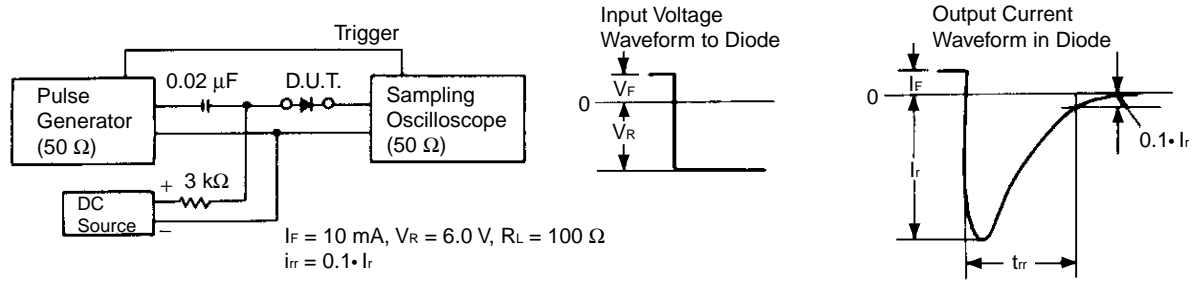 Trigger
0.02 μF
D.U.T.
Pulse
Generator
(50 Ω)
Sampling
Oscilloscope
(50 Ω)
+ 3 kΩ
DC
Source
–
IF = 10 mA, VR = 6.0 V, RL = 100 Ω
irr = 0.1• Ir
Input Voltage
Waveform to Diode
VF
0
VR
Output Current
Waveform in Diode
IF
0
Ir
0.1• Ir
trr